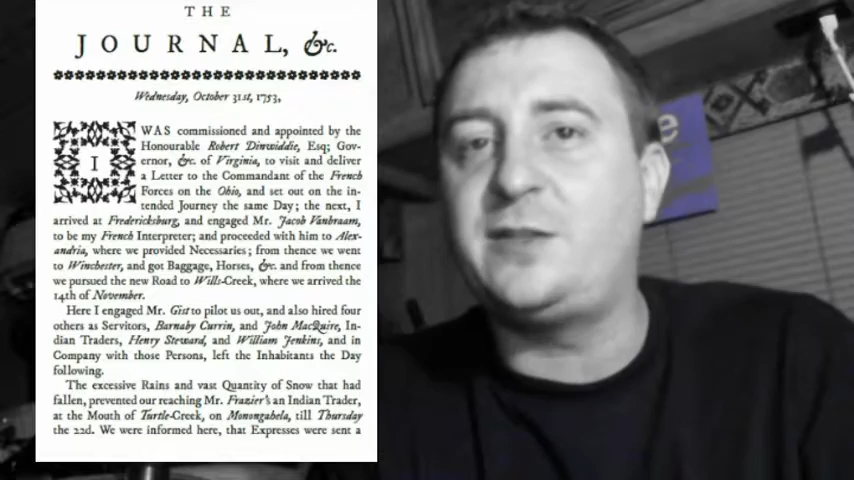 THE
JOURNAL, &c.
Wednesday, October 31st, 1753,
I WAS commissioned and appointed by the
Honourable Robert Dinwiddie, Esq; Gov-
ernor, &c. of Virginia, to visit and deliver
a Letter to the Commandant of the French
Forces on the Ohio, and set out on the in-
tended Journey the same Day; the next, I
arrived at Fredericksburg, and engaged Mr. Jacob Vanbraam,
to be my French Interpreter; and proceeded with him to Alex-
andria, where we provided Necessaries; from thence we went
to Winchester, and got Baggage, Horses, &c. and from thence
we pursued the new Road to Wills-Creek, where we arrived the
14th of November.
Here I engaged Mr. Gist to pilot us out, and also hired four
others as Servitors, Barnaby Currin, and John MacQuire, In-
dian Traders, Henry Steward, and William Jenkins, and in
Company with those Persons, left the Inhabitants the Day
following.
The excessive Rains and vast Quantity of Snow that had
fallen, prevented our reaching Mr. Frazier's an Indian Trader,
at the Mouth of Turtle-Creek, on Monongahela, till Thursday
the 22d. We were informed here, that Expresses were sent a
e